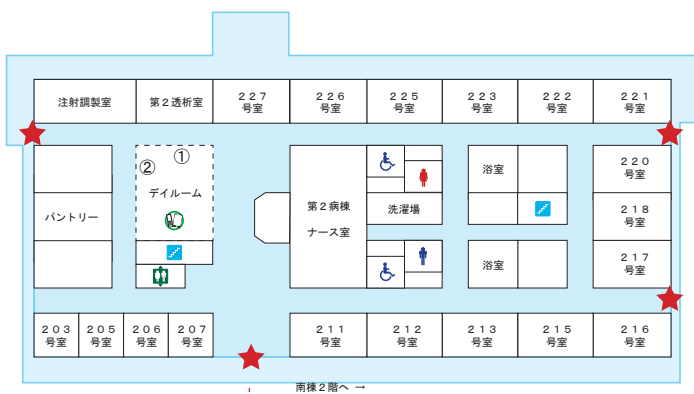 注射調製室
第2透析室
２２７
号室
２２６
号室
２２５
号室
２２３
号室
２２２
号室
２２１
号室
①
②
デイルーム
パントリー
第２病棟
ナース室
洗濯場
浴室
２２０
号室
２１８
号室
２１７
号室
浴室
２０３
号室
２０５
号室
２０６
号室
２０７
号室
２１１
号室
２１２
号室
２１３
号室
２１５
号室
２１６
号室
南棟２階へ →